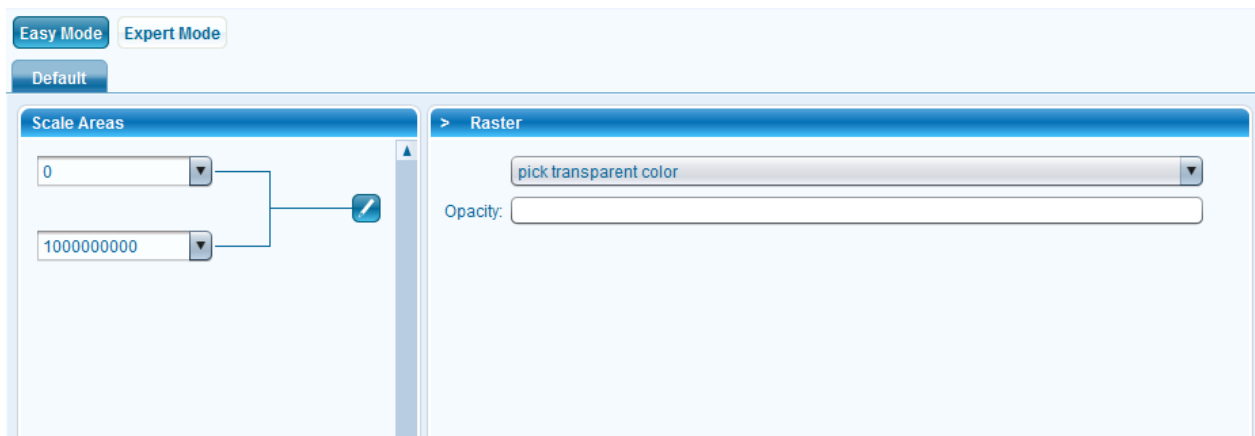 Easy Mode Expert Mode
Default
Scale Areas
0
1000000000
> Raster
pick transparent color
Opacity: